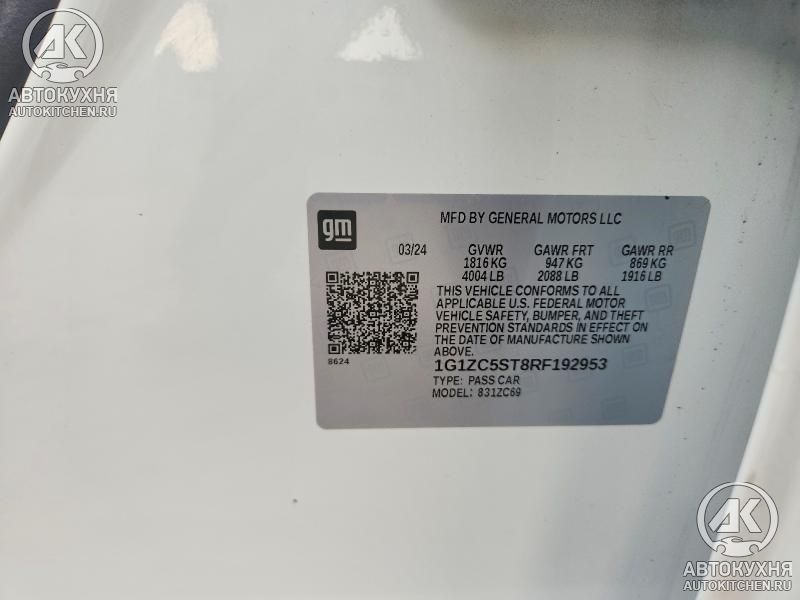 AK
АВТОКУХНЯ
AUTOKITCHEN.RU
gm
MFD BY GENERAL MOTORS LLC
03/24 GVWR GAWR FRT GAWR RR
1816 KG 947 KG 869 KG
4004 LB 2088 LB 1916 LB
THIS VEHICLE CONFORMS TO ALL
APPLICABLE U.S. FEDERAL MOTOR
VEHICLE SAFETY, BUMPER, AND THEFT
PREVENTION STANDARDS IN EFFECT ON
THE DATE OF MANUFACTURE SHOWN
ABOVE.
8624
1G1ZC5ST8RF192953
TYPE: PASS CAR
MODEL: 831ZC69
AK
АВТОКУХНЯ
AUTOKITCHEN.RU